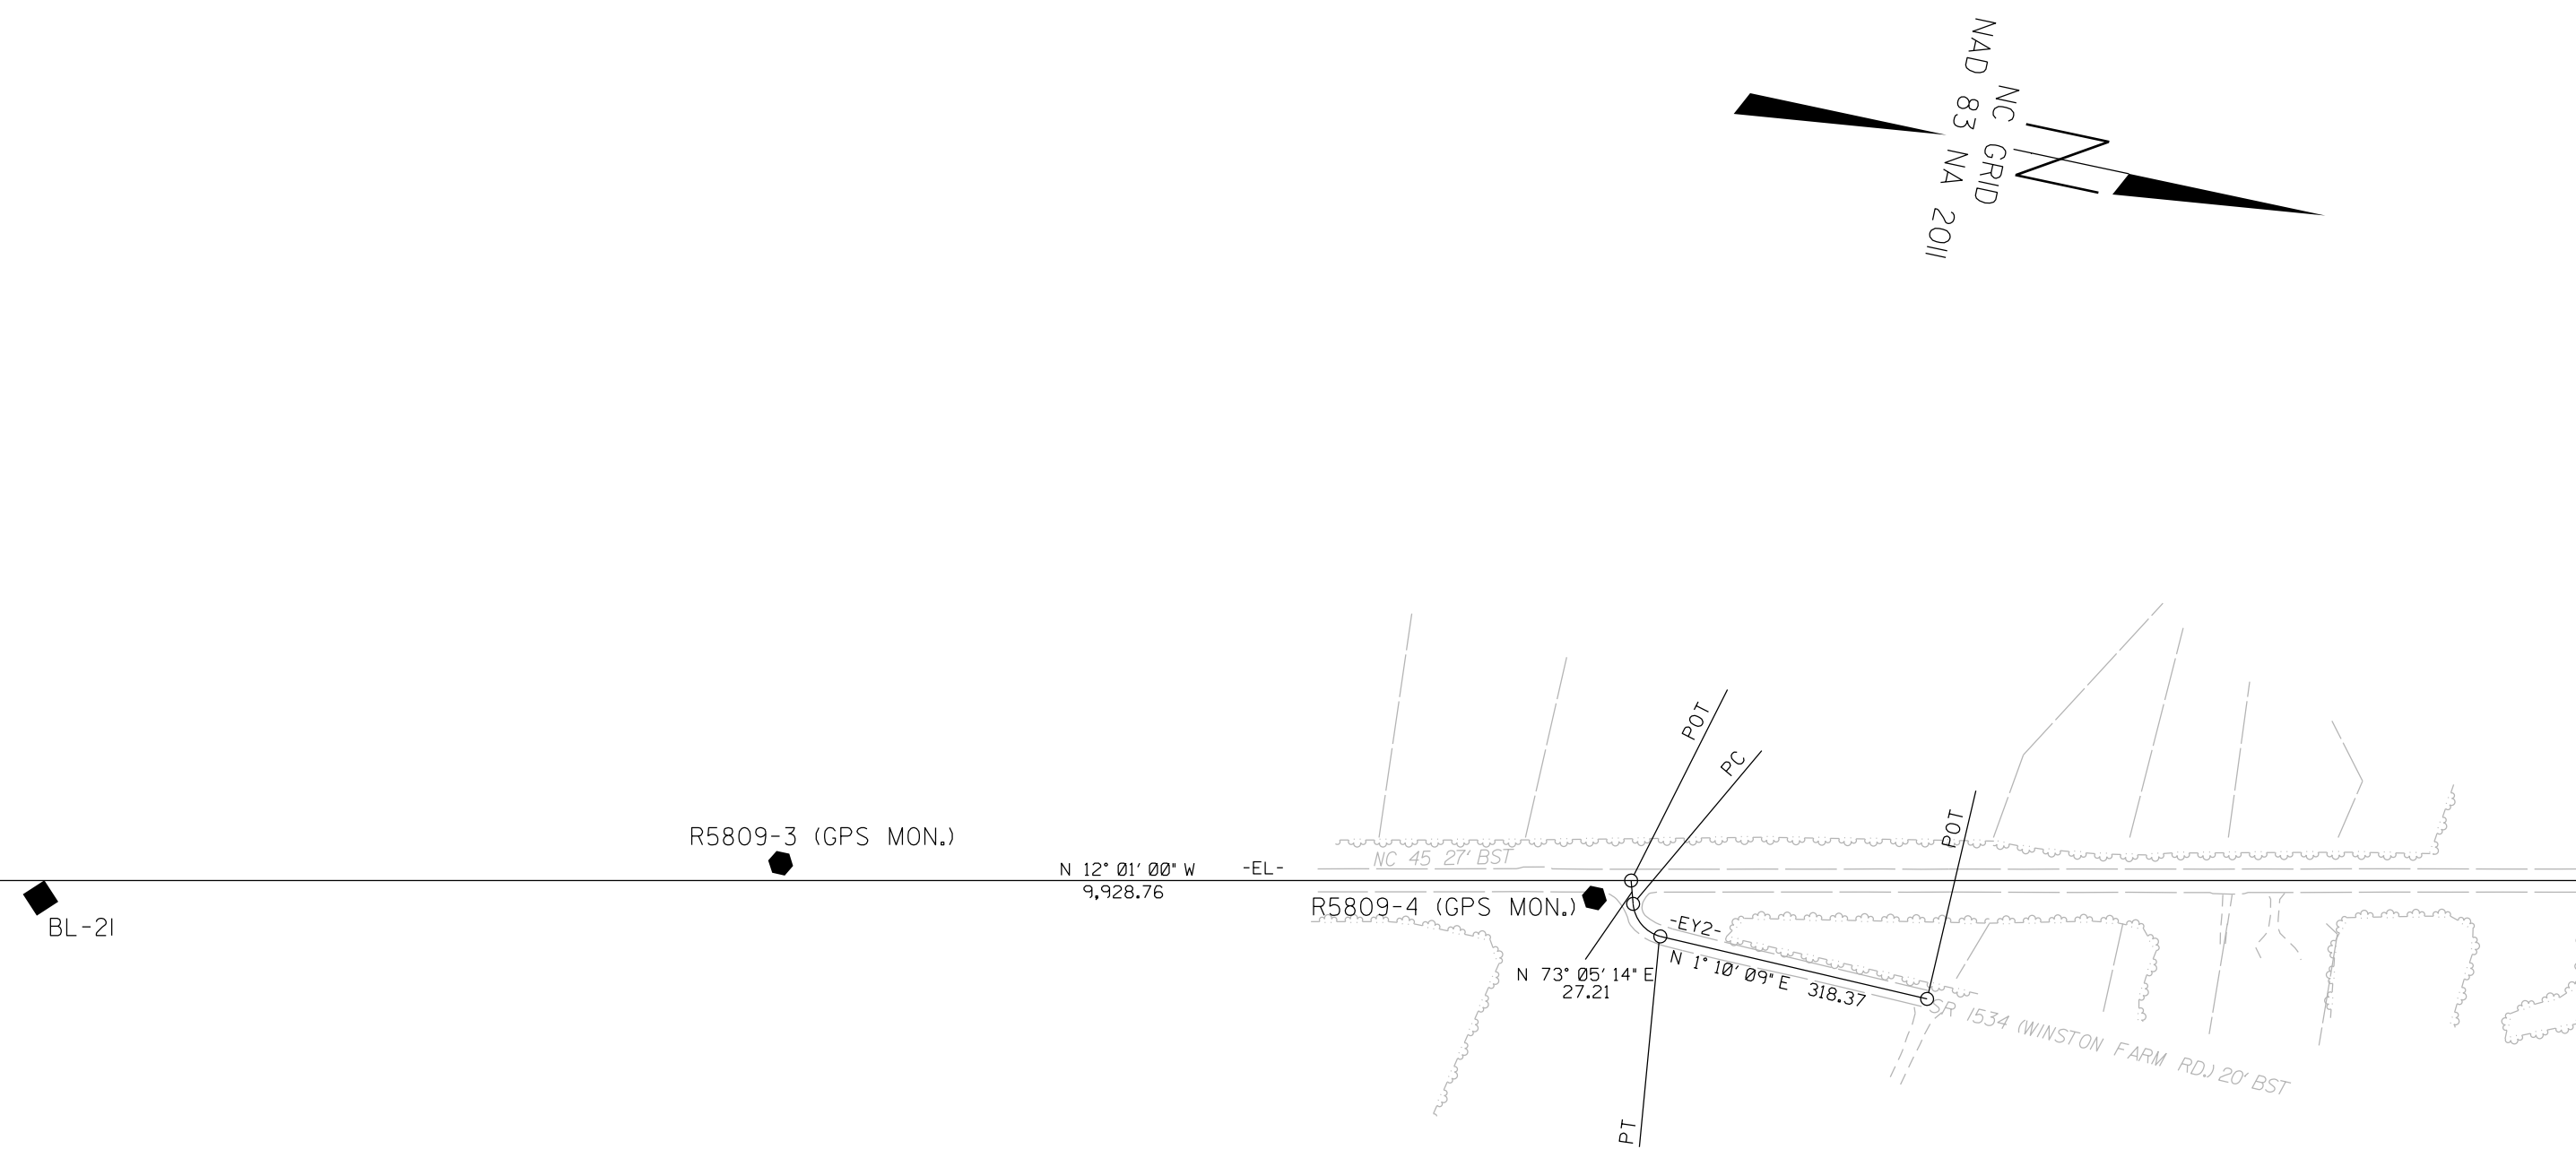 NC GRID
NAD 83 NA 2011
POT
PC
POT
R5809-3 (GPS MON.)
N 12° 01' 00" W
-EL-
NC 45 27' BST
9,928.76
BL-21
R5809-4 (GPS MON.)
-EY2-
N 73° 05' 14" E
27.21
N 1° 10' 09" E 318.37
SR 1534 (WINSTON FARM RD.) 20' BST
PT